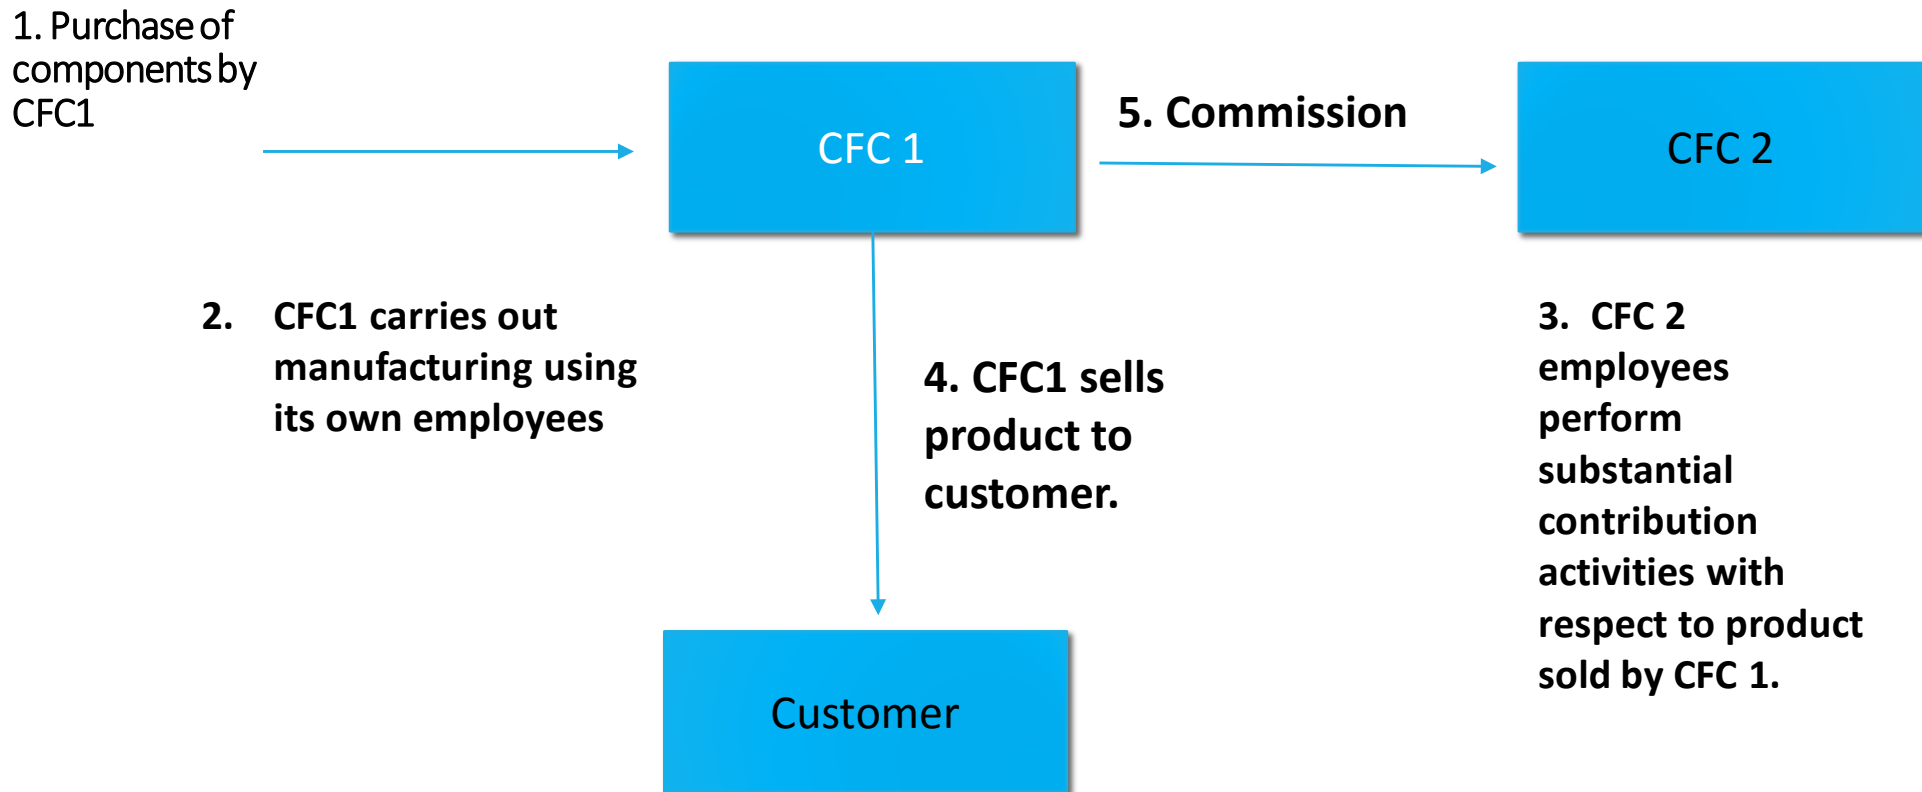 1. Purchase of
components by
CFC1
CFC 1
5. Commission
CFC 2
2. CFC1 carries out
manufacturing using
its own employees
4. CFC1 sells
product to
customer.
3. CFC 2
employees
perform
substantial
contribution
activities with
respect to product
sold by CFC 1.
Customer